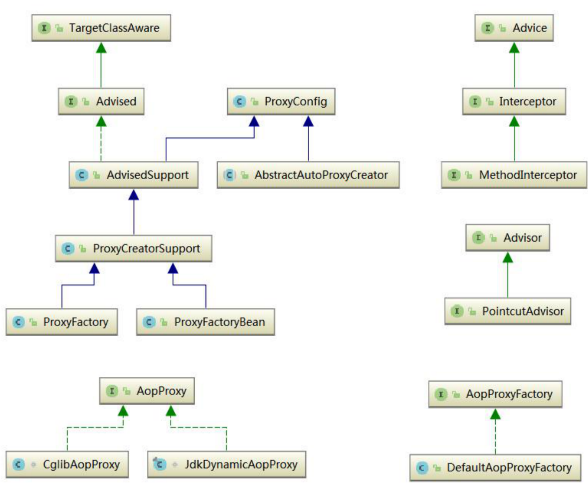 I TargetClassAware
I Advice
I Advised
C ProxyConfig
I Interceptor
C AdvisedSupport
C AbstractAutoProxyCreator
I MethodInterceptor
I Advisor
C ProxyCreatorSupport
I PointcutAdvisor
C ProxyFactory
C ProxyFactoryBean
I AopProxy
I AopProxyFactory
C CglibAopProxy
C JdkDynamicAopProxy
C DefaultAopProxyFactory